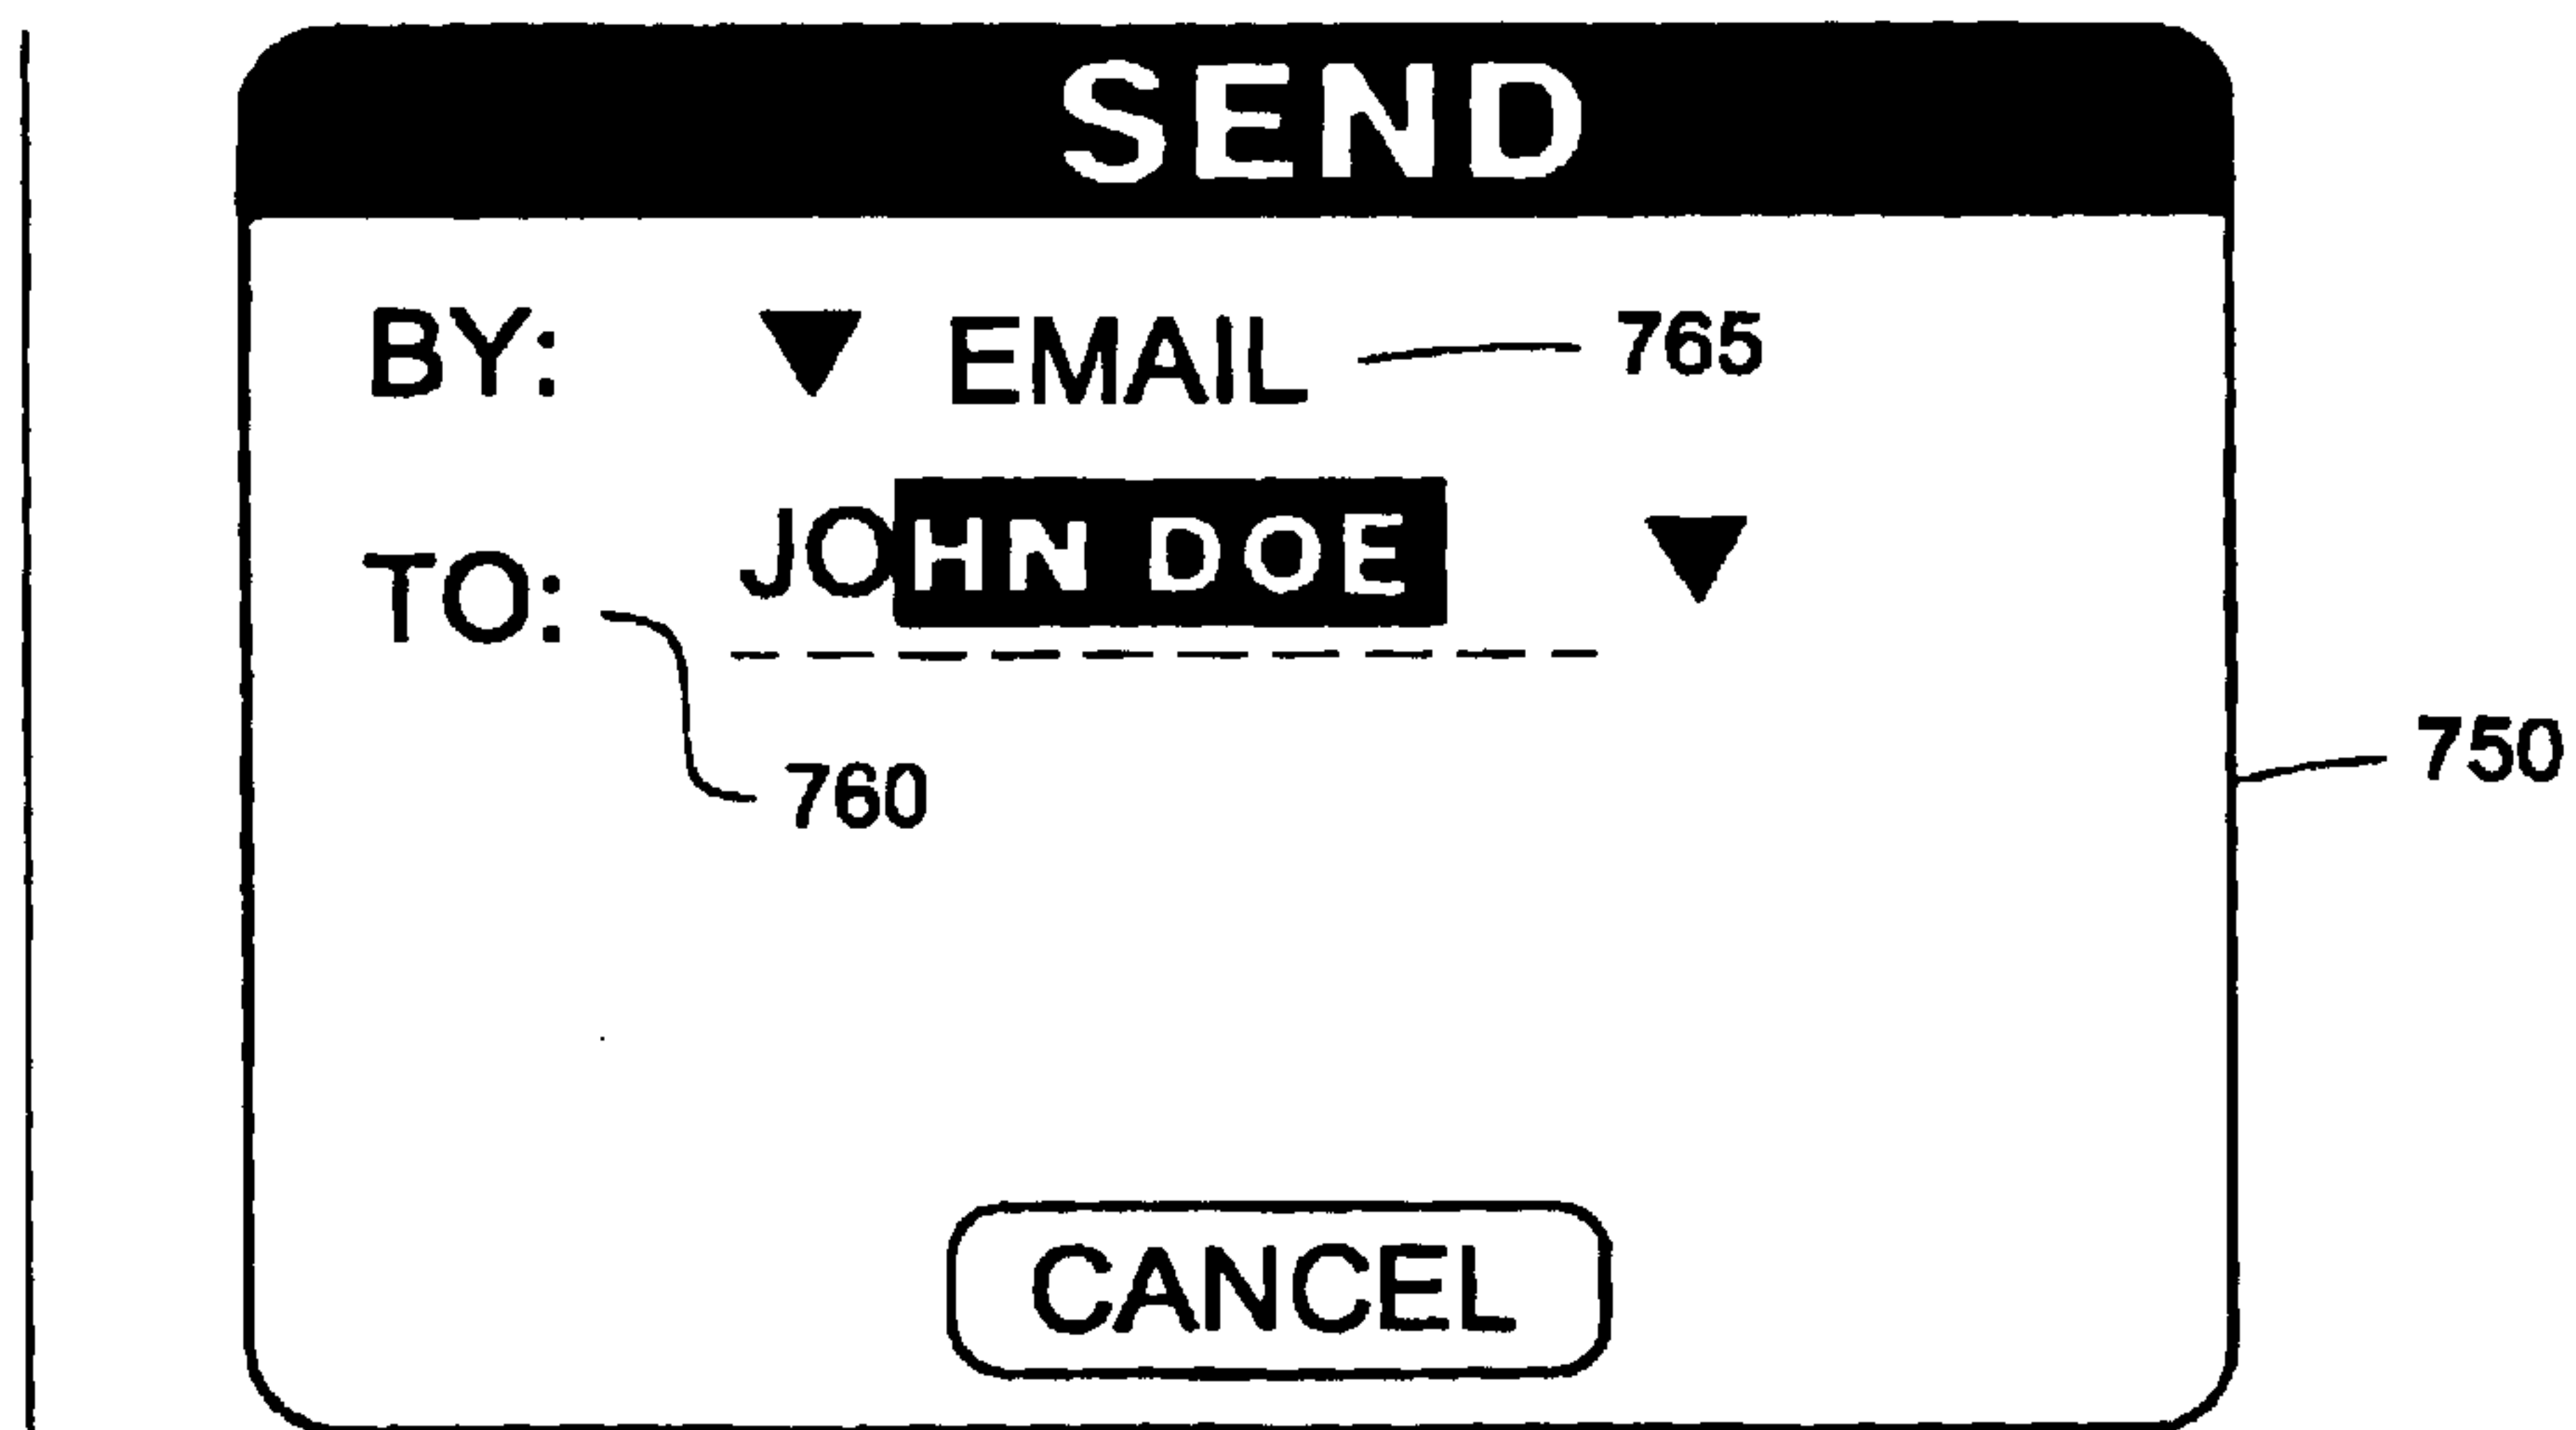 SEND
BY: ▼ EMAIL 765
TO: JOHN DOE ▼
760
750
CANCEL